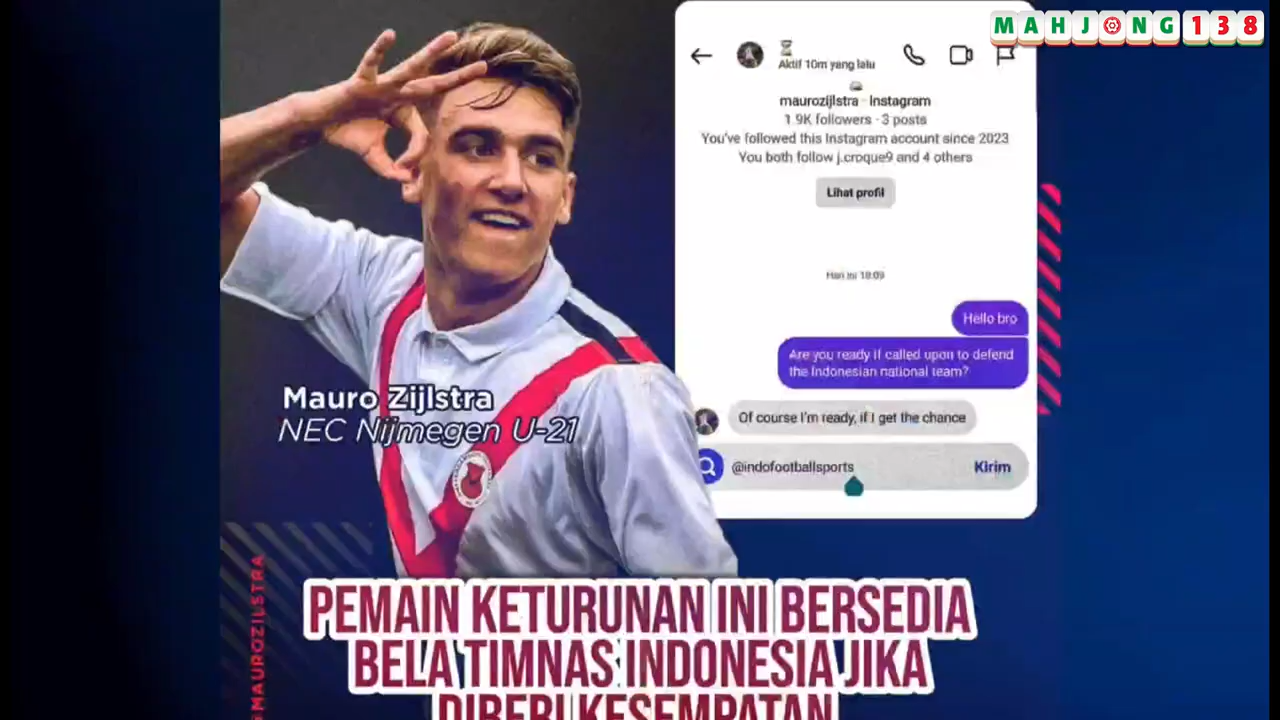 MAHJONG138
Aktif 10m yang lalu
maurozijlstra · Instagram
1.9K followers · 3 posts
You've followed this Instagram account since 2023
You both follow j.croque9 and 4 others
Lihat profil
Hari ini 18.09
Hello bro
Are you ready if called upon to defend
the Indonesian national team?
Of course I'm ready, if I get the chance
@indofootballsports
Kirim
Mauro Zijlstra
NEC Nijmegen U-21
MAUROZILSTRA
PEMAIN KETURUNAN INI BERSEDIA
BELA TIMNAS INDONESIA JIKA
DIBERI KESEMPATAN